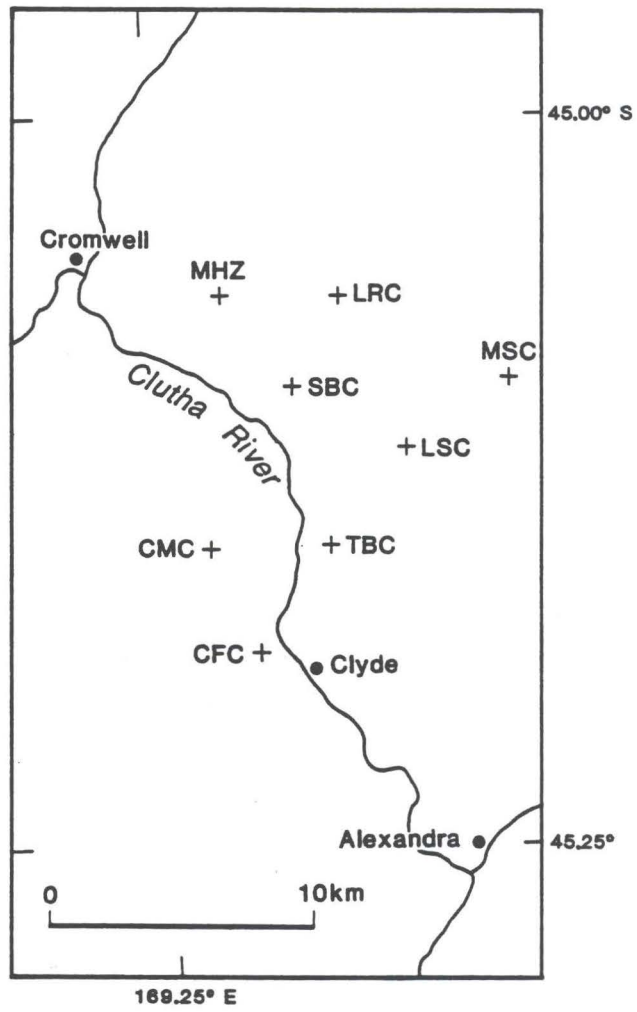 45.00° S
Cromwell
MHZ
LRC
MSC
SBC
Clutha River
LSC
CMC
TBC
CFC
Clyde
Alexandra
45.25°
0 10km
169.25° E